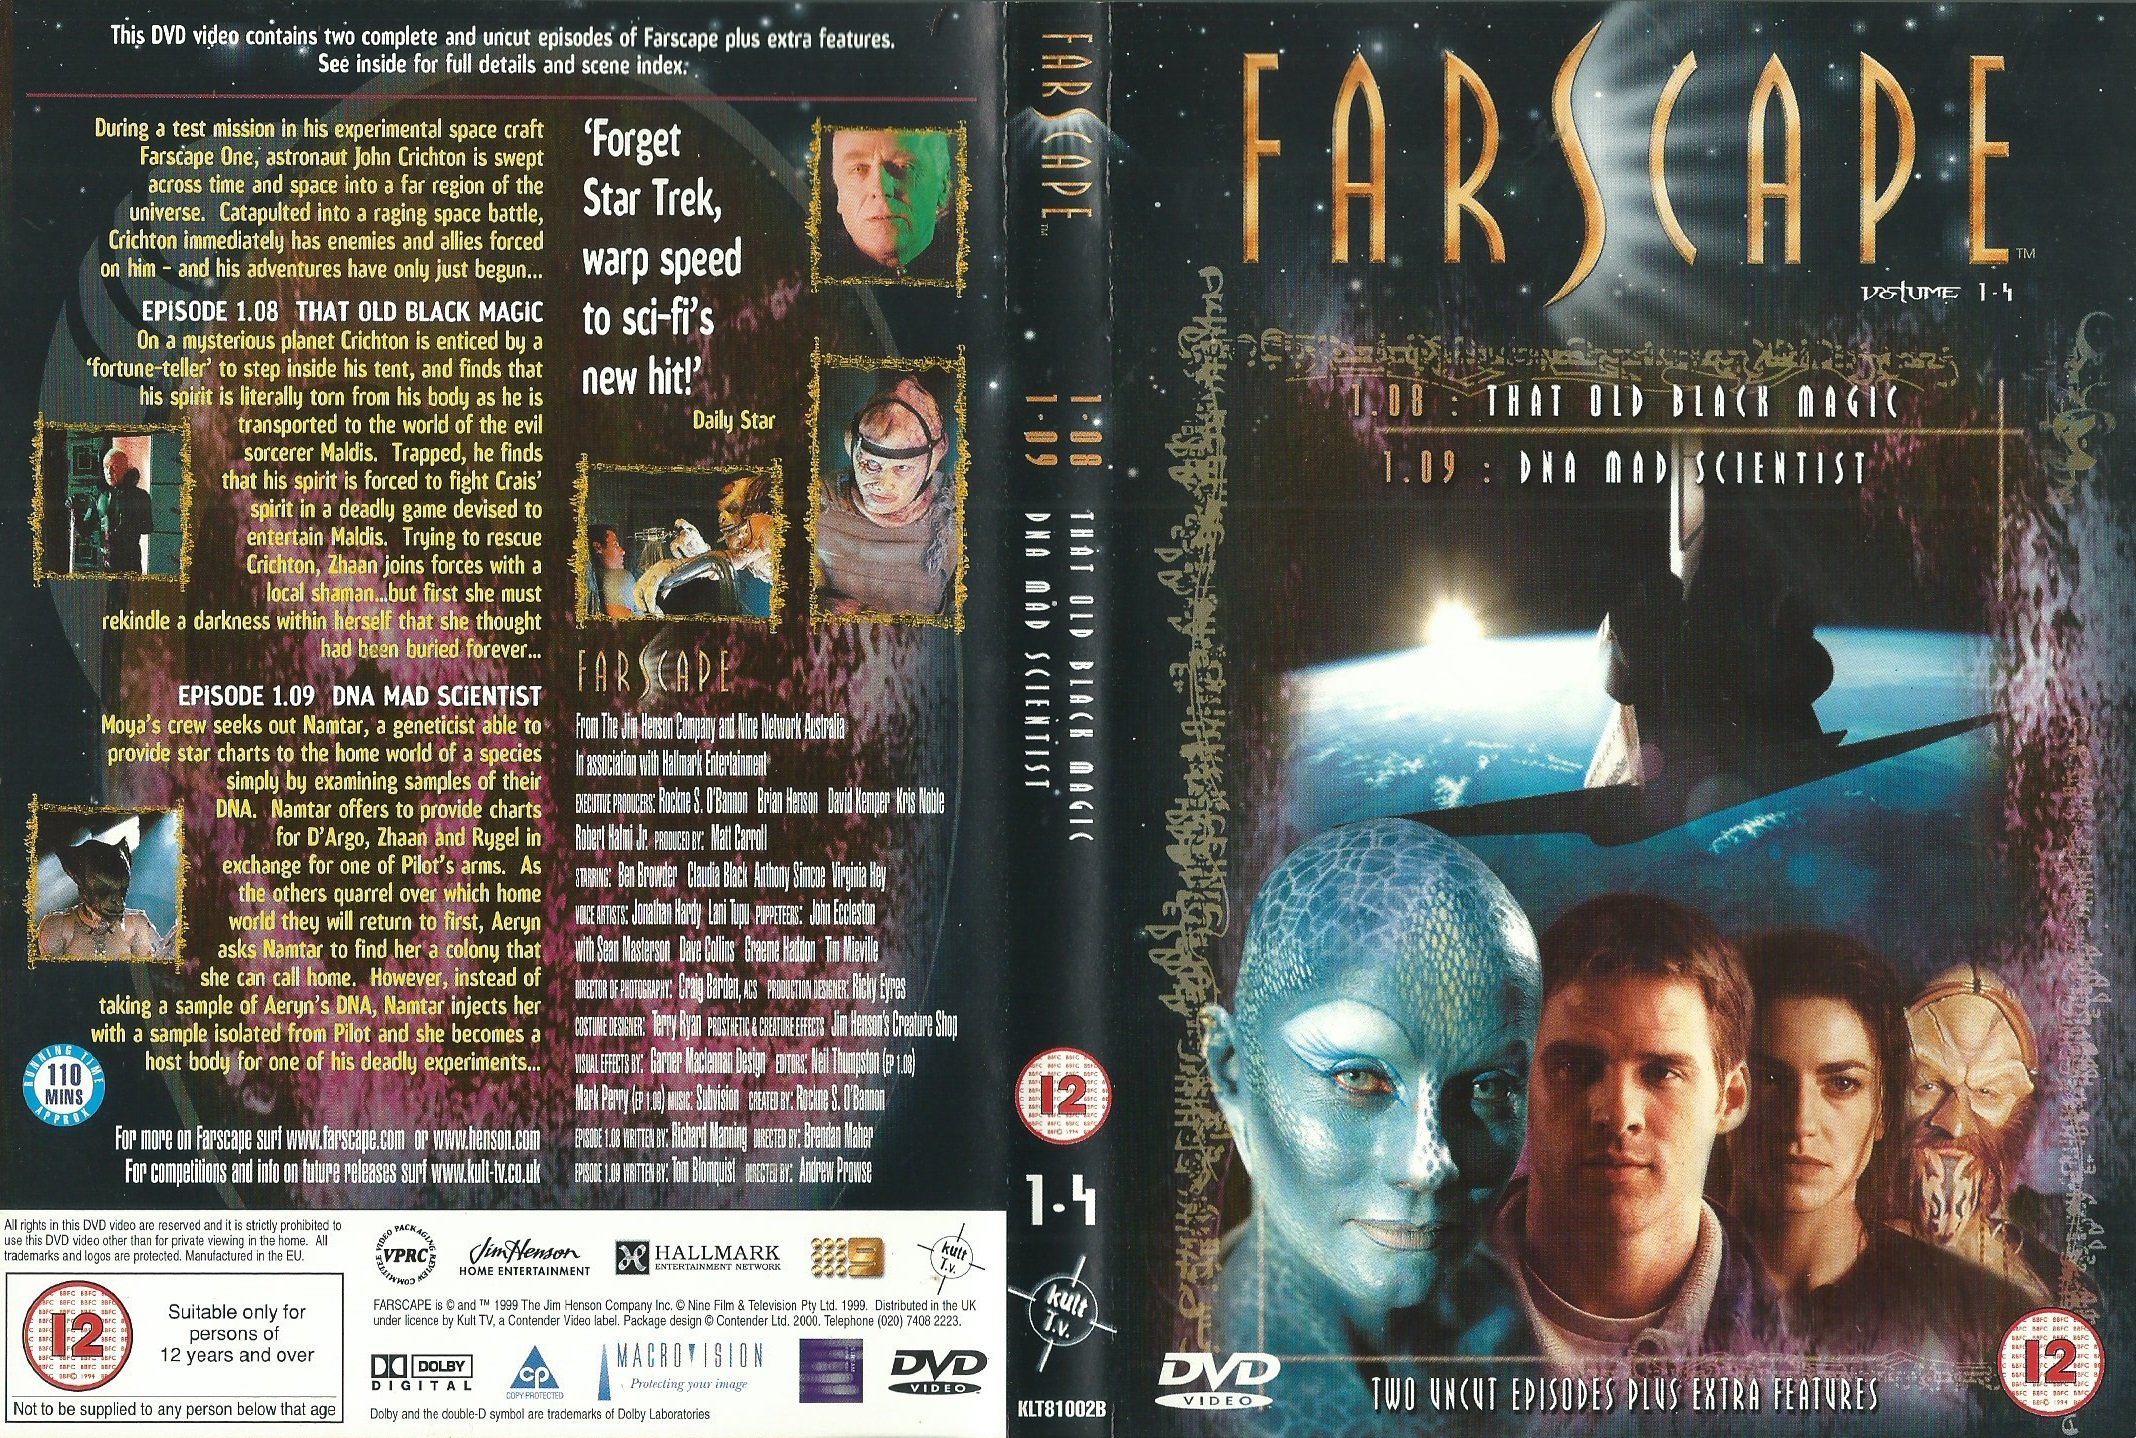 This DVD video contains two complete and uncut episodes of Farscape plus extra features.
See inside for full details and scene index.
During a test mission in his experimental space craft
Farscape One, astronaut John Crichton is swept
across time and space into a far region of the
universe. Catapulted into a raging space battle,
Crichton immediately has enemies and allies forced
on him – and his adventures have only just begun...
EPiSODE 1.08 THAT OLD BLACK MAGiC
On a mysterious planet Crichton is enticed by a
‘fortune-teller’ to step inside his tent, and finds that
his spirit is literally torn from his body as he is
transported to the world of the evil
sorcerer Maldis. Trapped, he finds
that his spirit is forced to fight Crais’
spirit in a deadly game devised to
entertain Maldis. Trying to rescue
Crichton, Zhaan joins forces with a
local shaman...but first she must
rekindle a darkness within herself that she thought
had been buried forever...
EPiSODE 1.09 DNA MAD SCiENTiST
Moya’s crew seeks out Namtar, a geneticist able to
provide star charts to the home world of a species
simply by examining samples of their
DNA. Namtar offers to provide charts
for D’Argo, Zhaan and Rygel in
exchange for one of Pilot’s arms. As
the others quarrel over which home
world they will return to first, Aeryn
asks Namtar to find her a colony that
she can call home. However, instead of
taking a sample of Aeryn’s DNA, Namtar injects her
with a sample isolated from Pilot and she becomes a
host body for one of his deadly experiments...
RUNNING TIME
110
MINS
APPROX
For more on Farscape surf www.farscape.com or www.henson.com
For competitions and info on future releases surf www.kult-tv.co.uk
‘Forget
Star Trek,
warp speed
to sci-fi’s
new hit!’
Daily Star
FARSCAPE
From The Jim Henson Company and Nine Network Australia
In association with Hallmark Entertainment
EXECUTIVE PRODUCERS: Rockne S. O'Bannon Brian Henson David Kemper Kris Noble
Robert Halmi Jr. PRODUCED BY: Matt Carroll
STARRING: Ben Browder Claudia Black Anthony Simcoe Virginia Hey
VOICE ARTISTS: Jonathan Hardy Lani Tupu PUPPETEERS: John Eccleston
with Sean Masterson Dave Collins Graeme Haddon Tim Mieville
DIRECTOR OF PHOTOGRAPHY: Craig Barden, ACS PRODUCTION DESIGNER: Ricky Eyres
COSTUME DESIGNER: Terry Ryan PROSTHETIC & CREATURE EFFECTS Jim Henson's Creature Shop
VISUAL EFFECTS BY: Garner Maclennan Design EDITORS: Neil Thumpston (EP 1.08)
Mark Perry (EP 1.09) MUSIC: Subvision CREATED BY: Rockne S. O'Bannon
EPISODE 1.08 WRITTEN BY: Richard Manning DIRECTED BY: Brendan Maher
EPISODE 1.09 WRITTEN BY: Tom Blomquist DIRECTED BY: Andrew Prowse
All rights in this DVD video are reserved and it is strictly prohibited to
use this DVD video other than for private viewing in the home. All
trademarks and logos are protected. Manufactured in the EU.
12
Suitable only for
persons of
12 years and over
Not to be supplied to any person below that age
VIDEO PACKAGING REVIEW COMMITTEE
VPRC
Jim Henson
HOME ENTERTAINMENT
HALLMARK
ENTERTAINMENT NETWORK
9
kult
T.v.
FARSCAPE is © and ™ 1999 The Jim Henson Company Inc. © Nine Film & Television Pty Ltd. 1999. Distributed in the UK
under licence by Kult TV, a Contender Video label. Package design © Contender Ltd. 2000. Telephone (020) 7408 2223.
DOLBY
DIGITAL
cp
COPY PROTECTED
MACROVISION
Protecting your image
DVD
VIDEO
Dolby and the double-D symbol are trademarks of Dolby Laboratories
FARSCAPE™
1·08 THAT OLD BLACK MAGIC
1·09 DNA MAD SCIENTIST
12
1·4
kult
T.v.
KLT81002B
FARSCAPE™
VOLUME 1·4
1.08 : THAT OLD BLACK MAGIC
1.09 : DNA MAD SCIENTIST
DVD
VIDEO
TWO UNCUT EPISODES PLUS EXTRA FEATURES
12